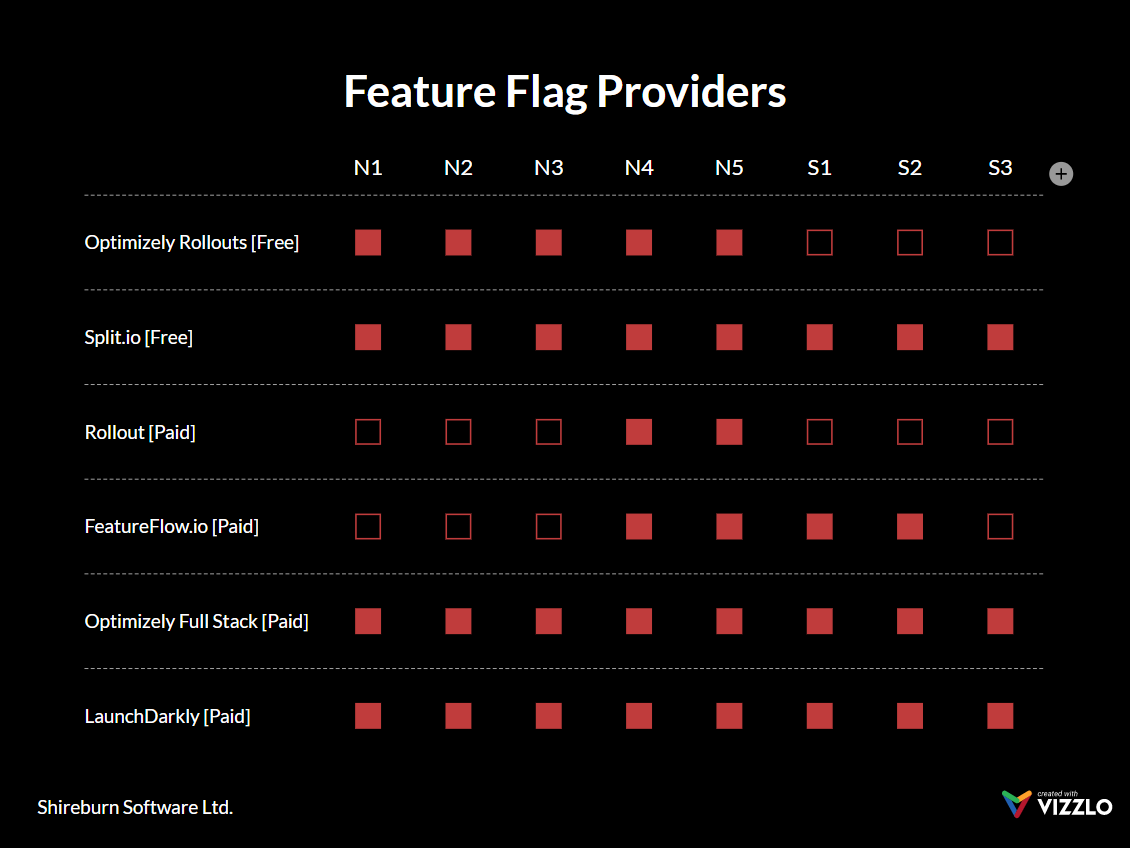 Feature Flag Providers
N1 N2 N3 N4 N5 S1 S2 S3
Optimizely Rollouts [Free]
Split.io [Free]
Rollout [Paid]
FeatureFlow.io [Paid]
Optimizely Full Stack [Paid]
LaunchDarkly [Paid]
Shireburn Software Ltd.
created with
VIZZLO